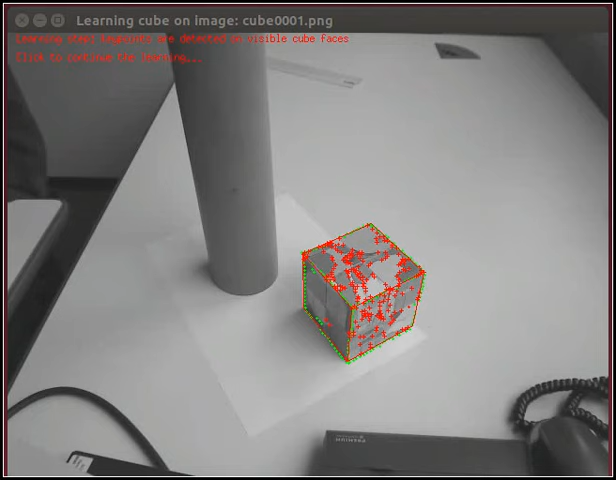 Learning cube on image: cube0001.png
Learning step: keypoints are detected on visible cube faces
Click to continue the learning...
PREMIUM